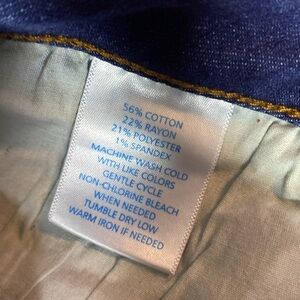 56% COTTON
22% RAYON
21% POLYESTER
1% SPANDEX
MACHINE WASH COLD
WITH LIKE COLORS
GENTLE CYCLE
NON-CHLORINE BLEACH
WHEN NEEDED
TUMBLE DRY LOW
WARM IRON IF NEEDED